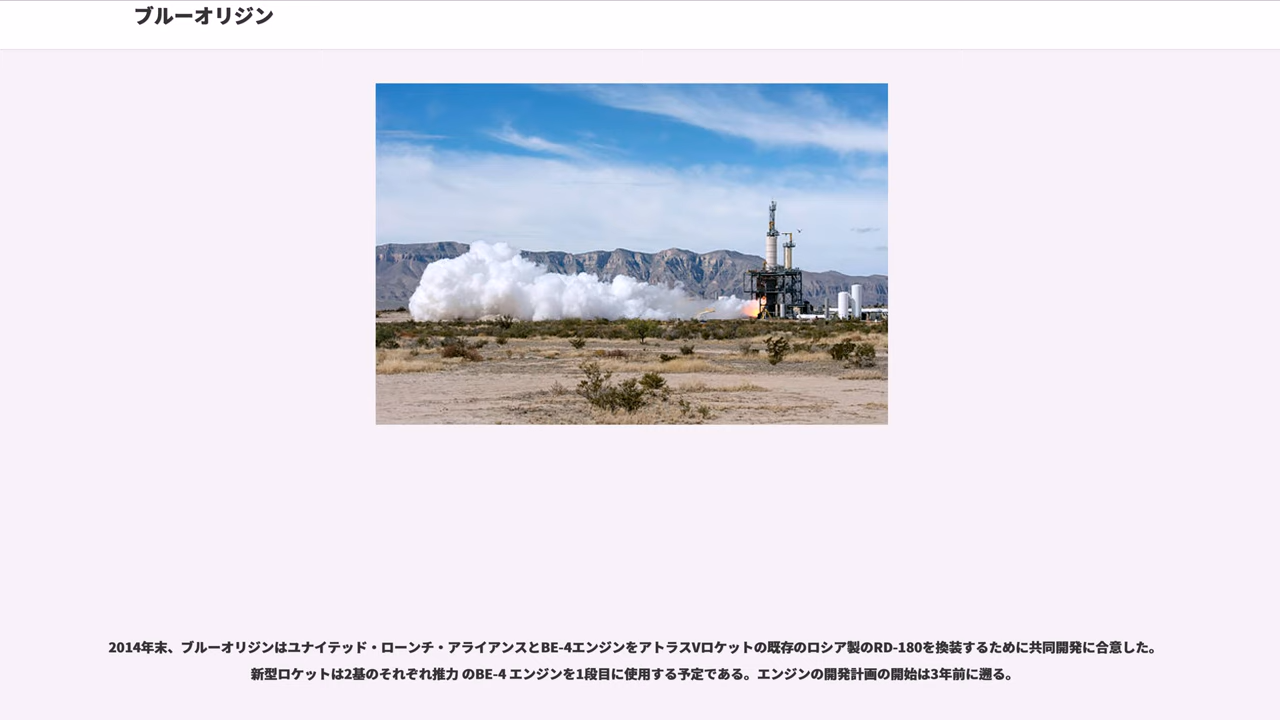 ブルーオリジン
2014年末、ブルーオリジンはユナイテッド・ローンチ・アライアンスとBE-4エンジンをアトラスVロケットの既存のロシア製のRD-180を換装するために共同開発に合意した。
新型ロケットは2基のそれぞれ推力 のBE-4 エンジンを1段目に使用する予定である。エンジンの開発計画の開始は3年前に遡る。